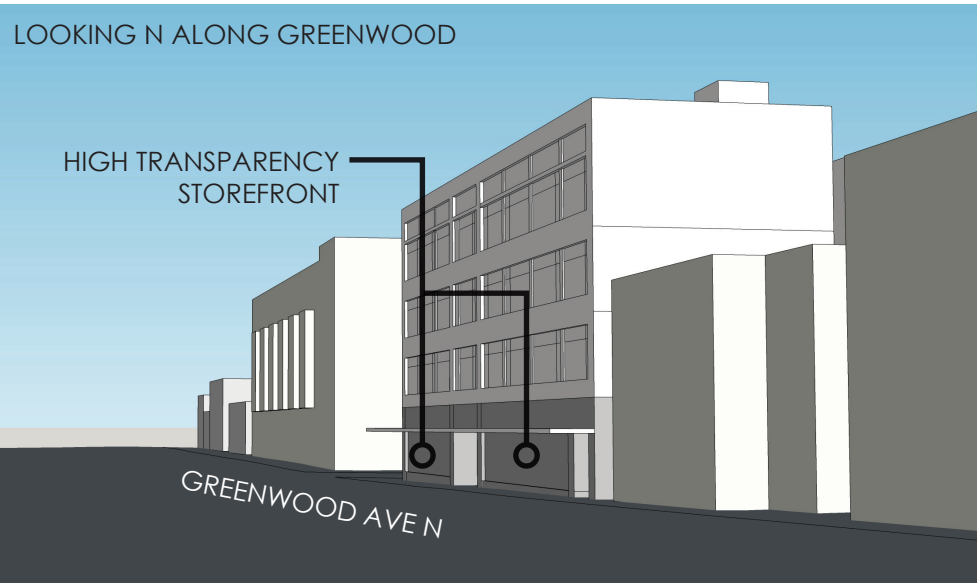 LOOKING N ALONG GREENWOOD
HIGH TRANSPARENCY
STOREFRONT
GREENWOOD AVE N